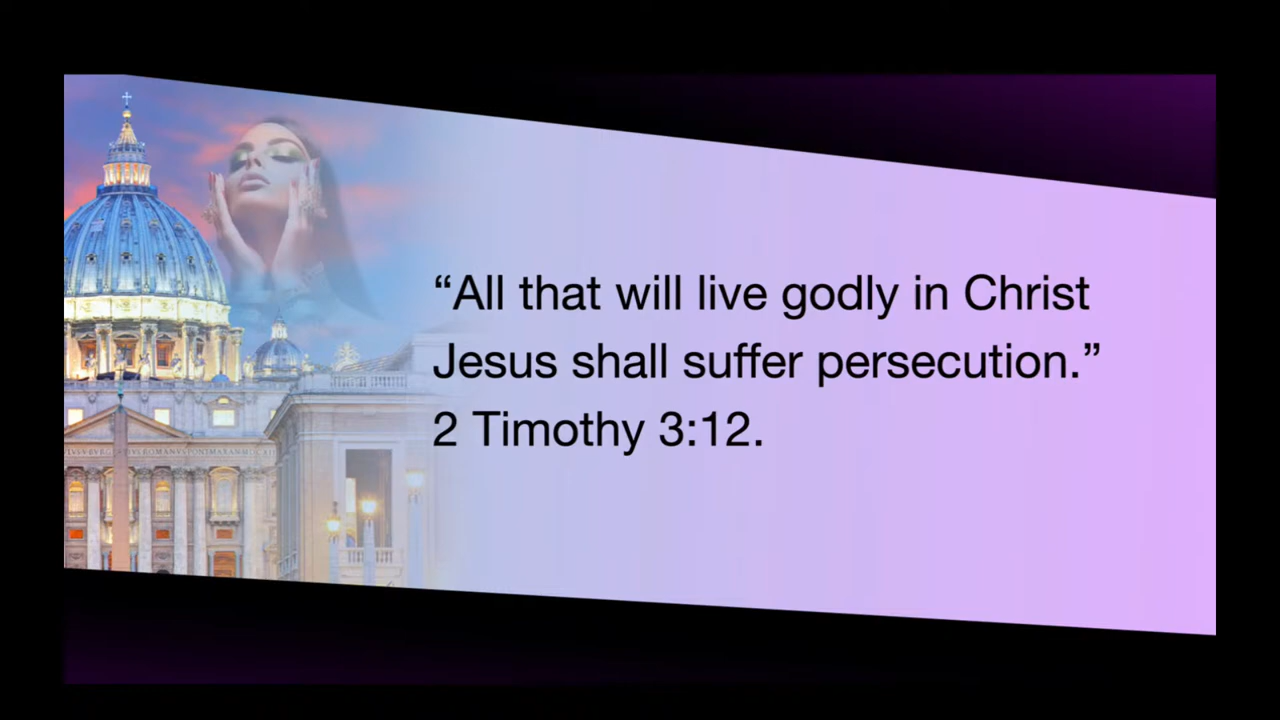 “All that will live godly in Christ
Jesus shall suffer persecution.”
2 Timothy 3:12.